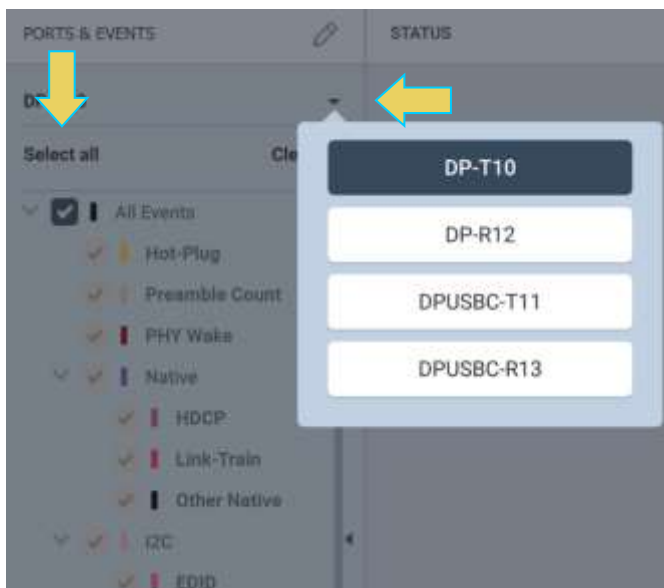 PORTS & EVENTS
STATUS
Select all
DP-T10
All Events
DP-R12
Hot-Plug
Preamble Count
DPUSBC-T11
PHY Wake
Native
DPUSBC-R13
HDCP
Link-Train
Other Native
I2C
EDID